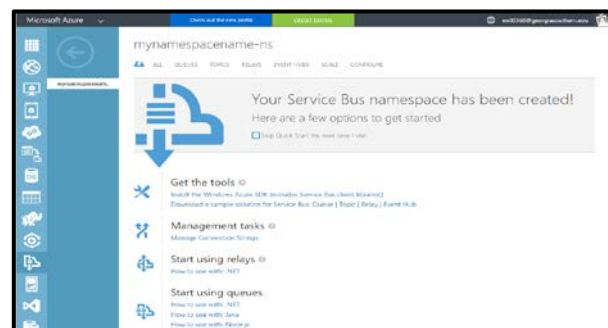 Microsoft Azure
Check out the new portal
CREDIT STATUS
mynamespacename-ns
ALL QUEUES TOPICS RELAYS EVENT HUBS SCALE CONFIGURE
Your Service Bus namespace has been created!
Here are a few options to get started
Skip Quick Start the next time I visit
Get the tools
Install the Windows Azure SDK (includes Service Bus client libraries)
Download a sample solution for Service Bus Queue | Topic | Relay | Event Hub
Management tasks
Manage Connection Strings
Start using relays
How to use with .NET
Start using queues
How to use with .NET
How to use with Java
How to use with Node.js